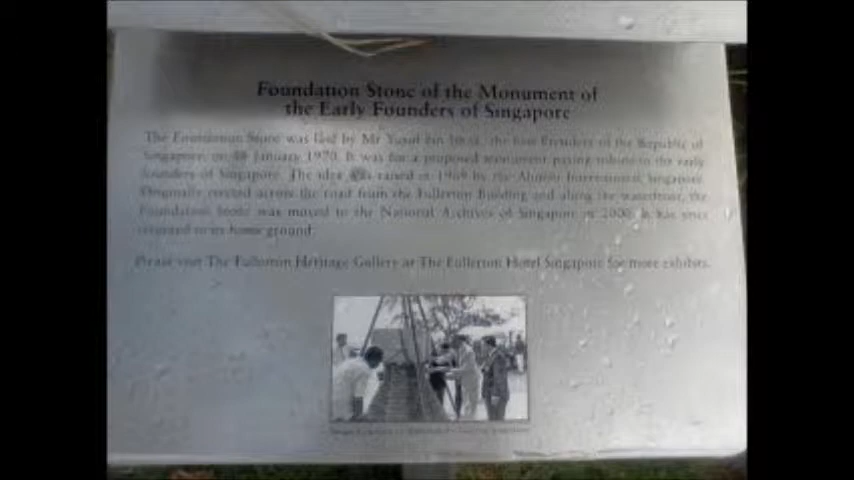 Foundation Stone of the Monument of
the Early Founders of Singapore
The Foundation Stone was laid by Mr Yusof bin Ishak, the first President of the Republic of
Singapore, on 18 January 1970. It was for a proposed monument paying tribute to the early
founders of Singapore. The idea was raised in 1969 by the Alumni International Singapore.
Originally erected across the road from the Fullerton Building and along the waterfront, the
Foundation Stone was moved to the National Archives of Singapore in 2000. It has since
returned to its home ground.
Please visit The Fullerton Heritage Gallery at The Fullerton Hotel Singapore for more exhibits.